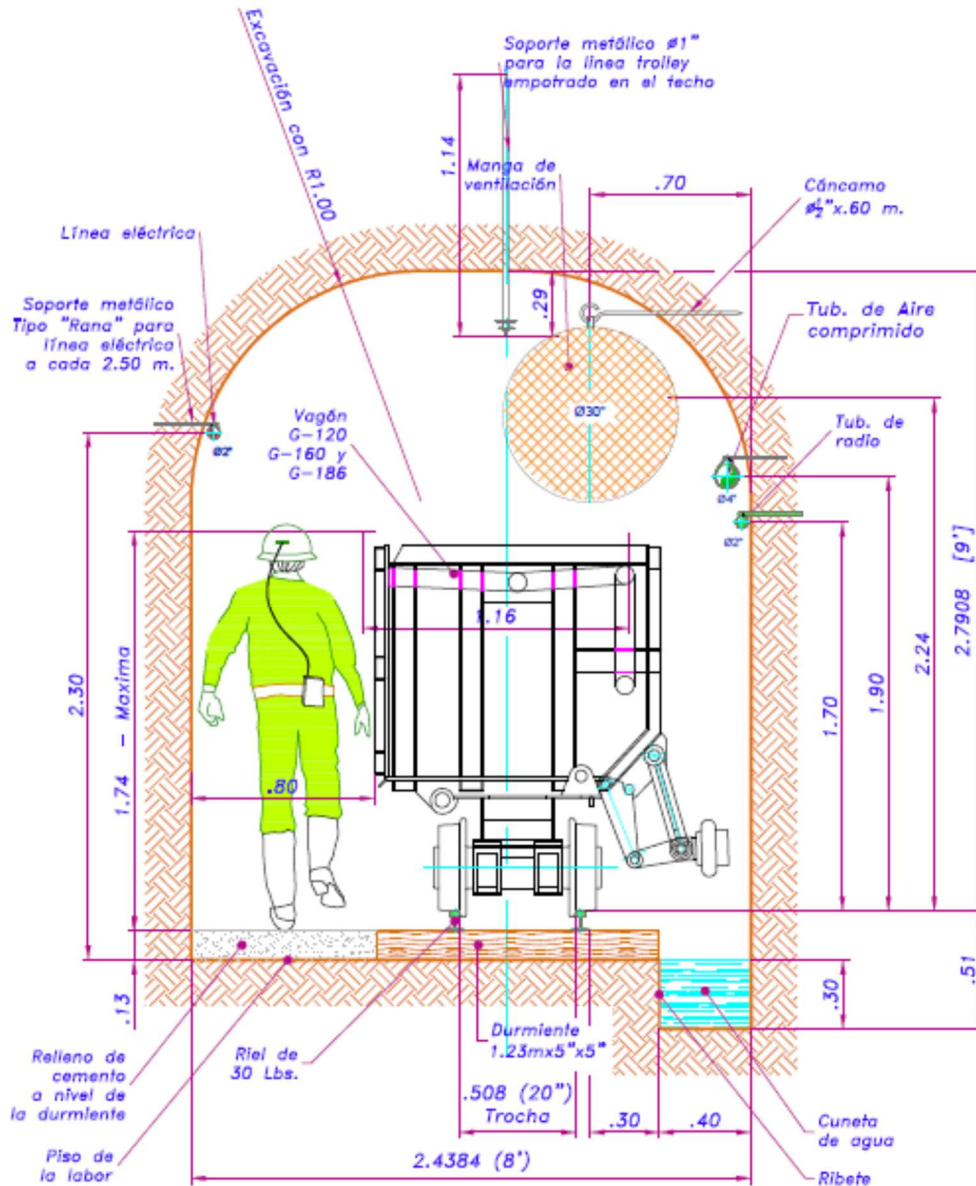 Excavación con R1.00
Soporte metálico ø1"
para la línea trolley
empotrado en el techo
1.14
Manga de
ventilación
.70
Cáncamo
ø½"x.60 m.
Línea eléctrica
.29
Soporte metálico
Tipo "Rana" para
línea eléctrica
a cada 2.50 m.
Tub. de Aire
comprimido
Ø30"
Vagón
G-120
G-160 y
G-186
Tub. de
radio
Ø2"
Ø4"
Ø2"
2.7908 [9']
1.16
2.30
1.74 - Maxima
2.24
1.90
1.70
.80
.13
.30
.51
Durmiente
1.23mx5"x5"
Relleno de
cemento
a nivel de
la durmiente
Riel de
30 Lbs.
.508 (20")
Trocha
.30
.40
Cuneta
de agua
Piso de
la labor
2.4384 (8')
Ribete